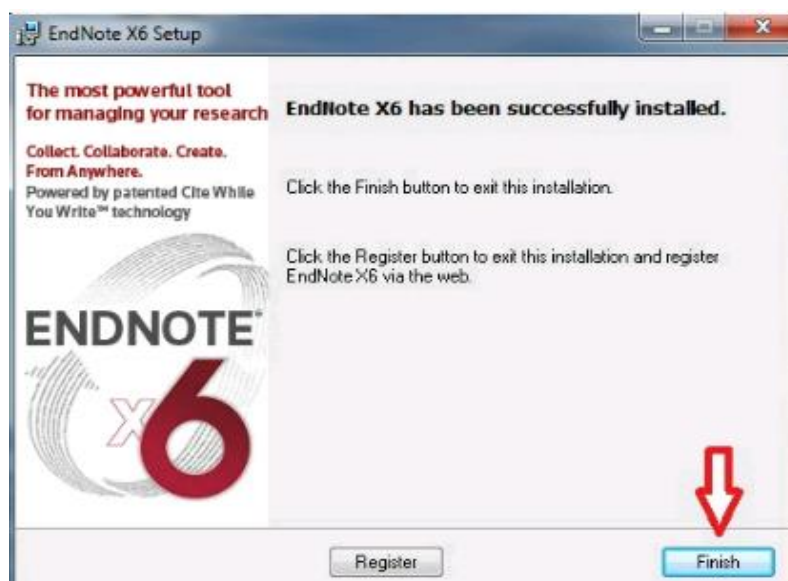 EndNote X6 Setup
The most powerful tool
for managing your research
Collect. Collaborate. Create.
From Anywhere.
Powered by patented Cite While
You Write™ technology
ENDNOTE®
x6
EndNote X6 has been successfully installed.
Click the Finish button to exit this installation.
Click the Register button to exit this installation and register
EndNote X6 via the web.
Register
Finish